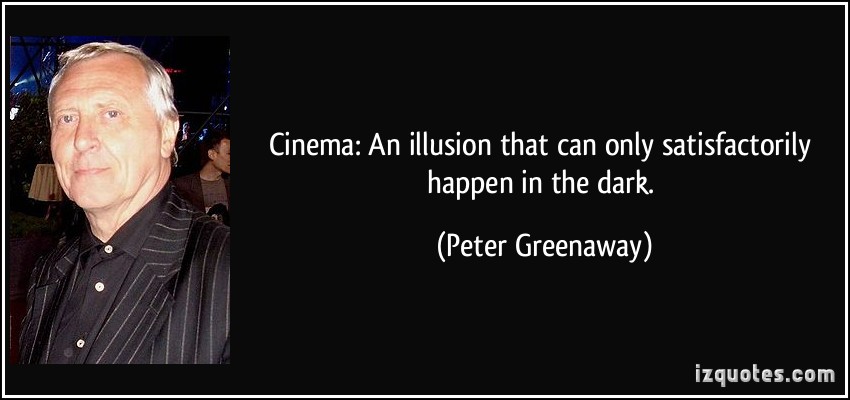 Cinema: An illusion that can only satisfactorily
happen in the dark.
(Peter Greenaway)
izquotes.com